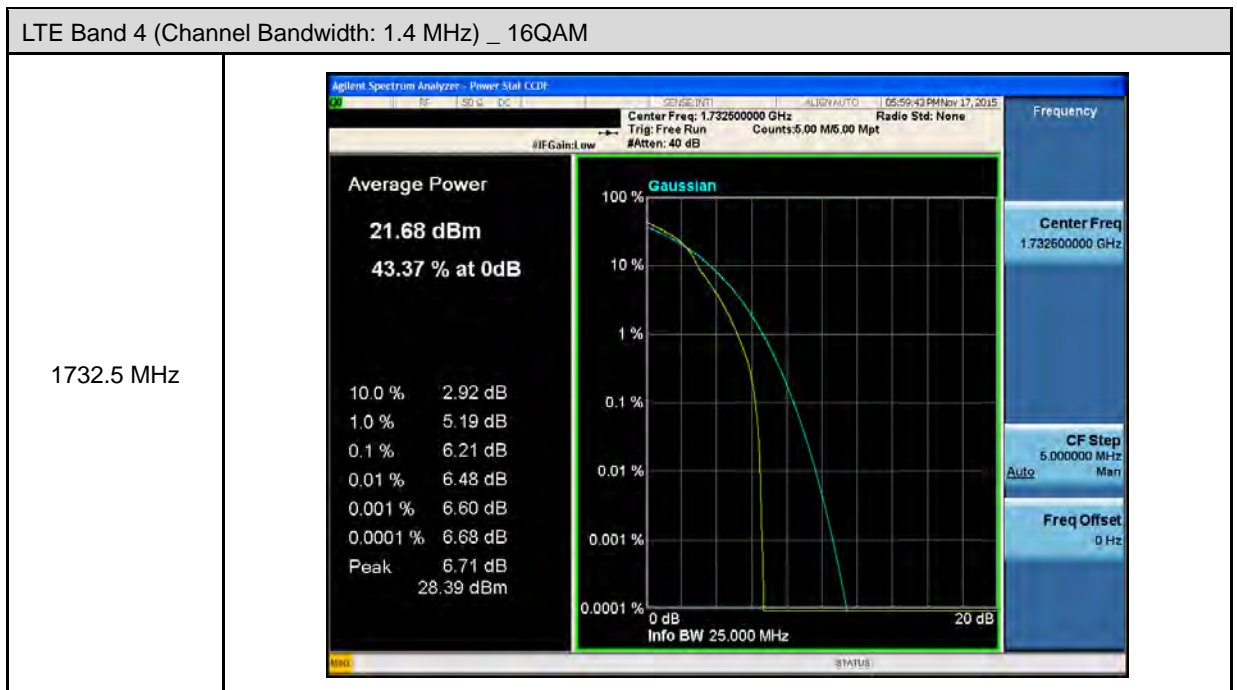 LTE Band 4 (Channel Bandwidth: 1.4 MHz) _ 16QAM
1732.5 MHz
Agilent Spectrum Analyzer - Power Stat CCDF
RF 50 Ω DC SENSE:INT ALIGN AUTO 05:59:43 PM Nov 17, 2015
Center Freq: 1.732500000 GHz Radio Std: None
Trig: Free Run Counts:5.00 M/5.00 Mpt
#IFGain:Low #Atten: 40 dB
Average Power
21.68 dBm
43.37 % at 0dB
10.0 % 2.92 dB
1.0 % 5.19 dB
0.1 % 6.21 dB
0.01 % 6.48 dB
0.001 % 6.60 dB
0.0001 % 6.68 dB
Peak 6.71 dB
28.39 dBm
Gaussian
100 %
10 %
1 %
0.1 %
0.01 %
0.001 %
0.0001 %
0 dB 20 dB
Info BW 25.000 MHz
Frequency
Center Freq
1.732500000 GHz
CF Step
5.000000 MHz
Auto Man
Freq Offset
0 Hz
MSG STATUS